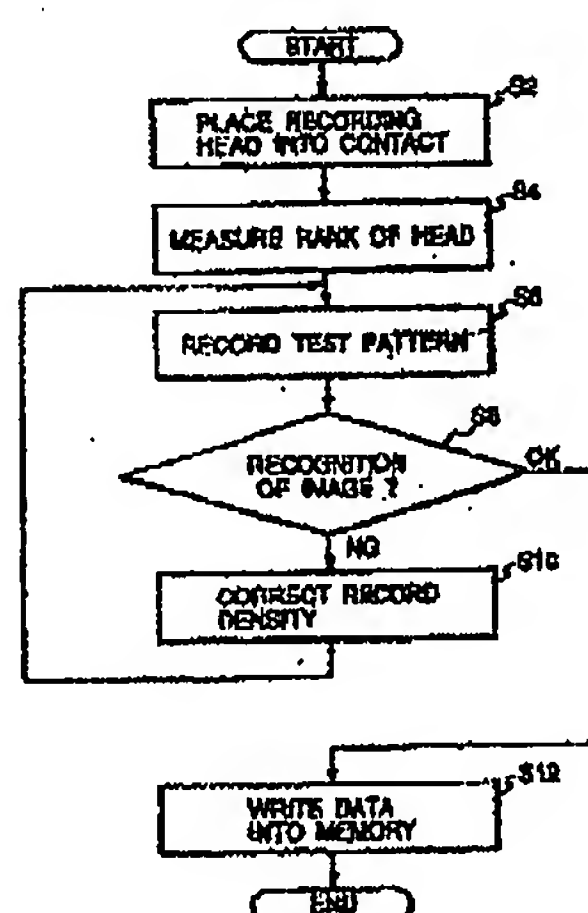 START
S2
PLACE RECORDING
HEAD INTO CONTACT
S4
MEASURE RANK OF HEAD
S6
RECORD TEST PATTERN
S8
RECOGNITION
OF IMAGE ?
OK
NG
S10
CORRECT RECORD
DENSITY
S12
WRITE DATA
INTO MEMORY
END